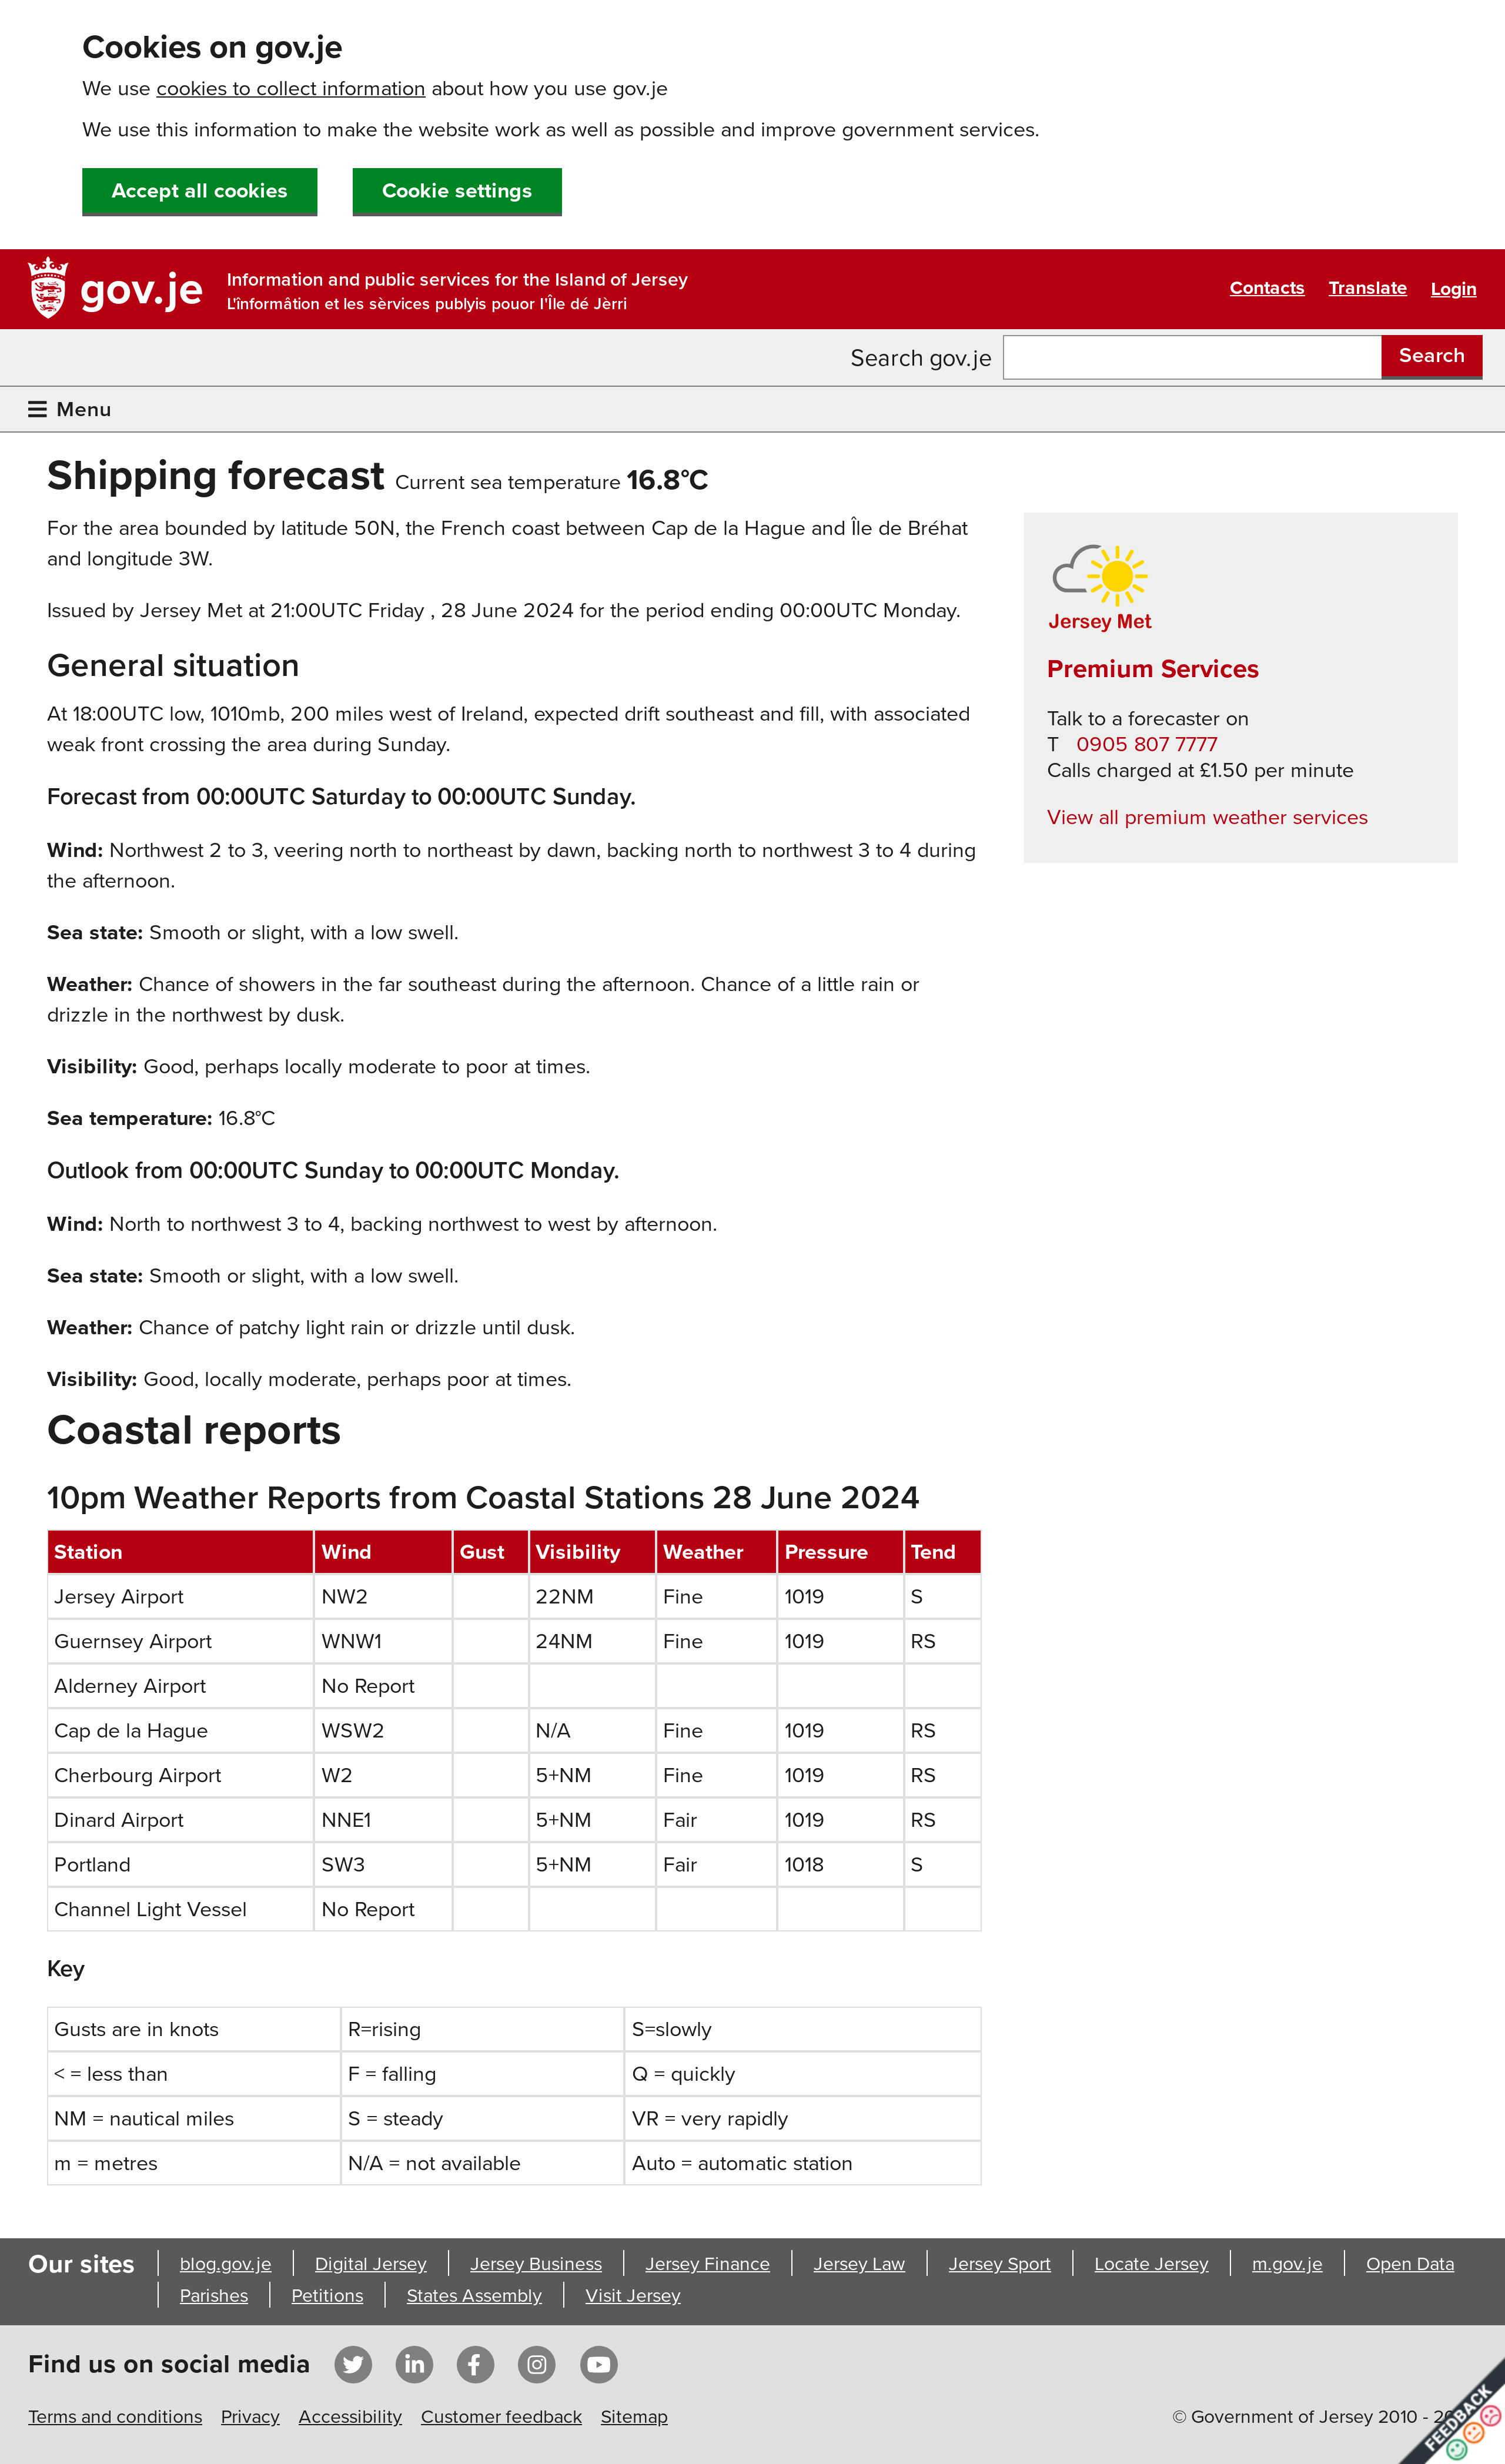 Cookies on gov.je
We use cookies to collect information about how you use gov.je
We use this information to make the website work as well as possible and improve government services.
Accept all cookies
Cookie settings
gov.je
Information and public services for the Island of Jersey
L'înformâtion et les sèrvices publyis pouor I'Île dé Jèrri
Contacts Translate Login
Search gov.je
Search
Menu
Shipping forecast Current sea temperature 16.8°C
For the area bounded by latitude 50N, the French coast between Cap de la Hague and Île de Bréhat
and longitude 3W.
Issued by Jersey Met at 21:00UTC Friday , 28 June 2024 for the period ending 00:00UTC Monday.
General situation
At 18:00UTC low, 1010mb, 200 miles west of Ireland, expected drift southeast and fill, with associated
weak front crossing the area during Sunday.
Forecast from 00:00UTC Saturday to 00:00UTC Sunday.
Wind: Northwest 2 to 3, veering north to northeast by dawn, backing north to northwest 3 to 4 during
the afternoon.
Sea state: Smooth or slight, with a low swell.
Weather: Chance of showers in the far southeast during the afternoon. Chance of a little rain or
drizzle in the northwest by dusk.
Visibility: Good, perhaps locally moderate to poor at times.
Sea temperature: 16.8°C
Outlook from 00:00UTC Sunday to 00:00UTC Monday.
Wind: North to northwest 3 to 4, backing northwest to west by afternoon.
Sea state: Smooth or slight, with a low swell.
Weather: Chance of patchy light rain or drizzle until dusk.
Visibility: Good, locally moderate, perhaps poor at times.
Jersey Met
Premium Services
Talk to a forecaster on
T 0905 807 7777
Calls charged at £1.50 per minute
View all premium weather services
Coastal reports
10pm Weather Reports from Coastal Stations 28 June 2024
Station Wind Gust Visibility Weather Pressure Tend
Jersey Airport NW2 22NM Fine 1019 S
Guernsey Airport WNW1 24NM Fine 1019 RS
Alderney Airport No Report
Cap de la Hague WSW2 N/A Fine 1019 RS
Cherbourg Airport W2 5+NM Fine 1019 RS
Dinard Airport NNE1 5+NM Fair 1019 RS
Portland SW3 5+NM Fair 1018 S
Channel Light Vessel No Report
Key
Gusts are in knots R=rising S=slowly
< = less than F = falling Q = quickly
NM = nautical miles S = steady VR = very rapidly
m = metres N/A = not available Auto = automatic station
Our sites blog.gov.je Digital Jersey Jersey Business Jersey Finance Jersey Law Jersey Sport Locate Jersey m.gov.je Open Data
Parishes Petitions States Assembly Visit Jersey
Find us on social media
Terms and conditions Privacy Accessibility Customer feedback Sitemap
© Government of Jersey 2010 -
FEEDBACK